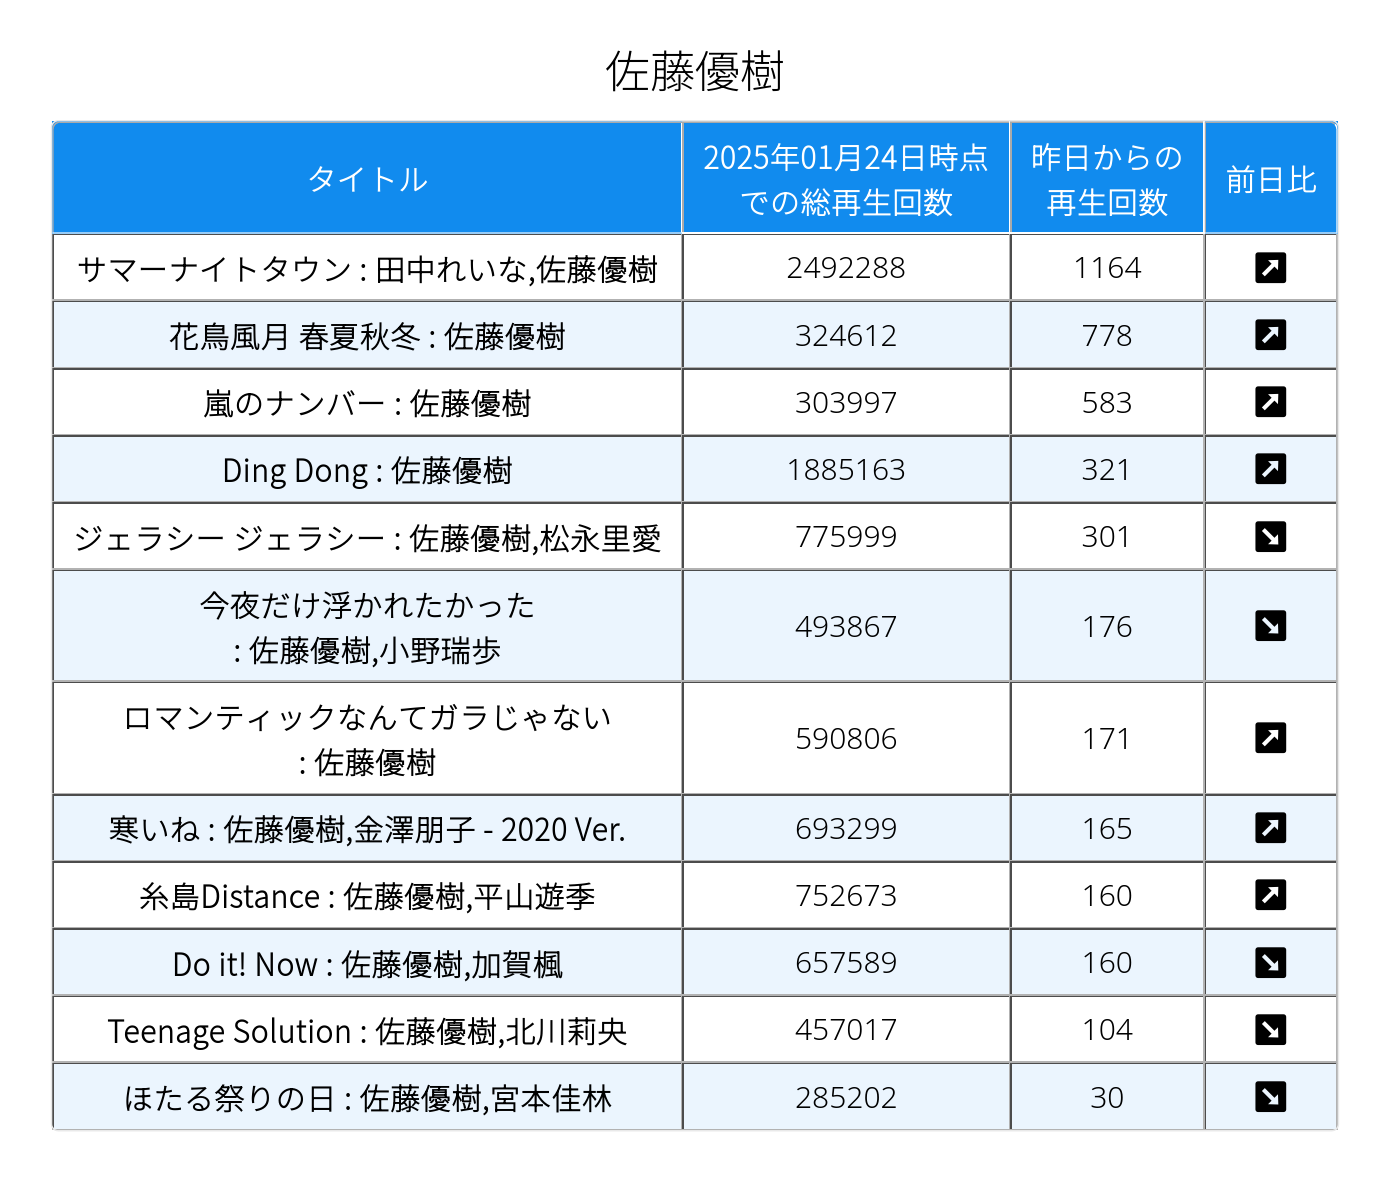 佐藤優樹
タイトル
2025年01月24日時点
での総再生回数
昨日からの
再生回数
前日比
サマーナイトタウン : 田中れいな,佐藤優樹 2492288 1164 ↗
花鳥風月 春夏秋冬 : 佐藤優樹 324612 778 ↗
嵐のナンバー : 佐藤優樹 303997 583 ↗
Ding Dong : 佐藤優樹 1885163 321 ↗
ジェラシー ジェラシー : 佐藤優樹,松永里愛 775999 301 ↘
今夜だけ浮かれたかった
: 佐藤優樹,小野瑞歩 493867 176 ↘
ロマンティックなんてガラじゃない
: 佐藤優樹 590806 171 ↗
寒いね : 佐藤優樹,金澤朋子 - 2020 Ver. 693299 165 ↗
糸島Distance : 佐藤優樹,平山遊季 752673 160 ↗
Do it! Now : 佐藤優樹,加賀楓 657589 160 ↘
Teenage Solution : 佐藤優樹,北川莉央 457017 104 ↘
ほたる祭りの日 : 佐藤優樹,宮本佳林 285202 30 ↘